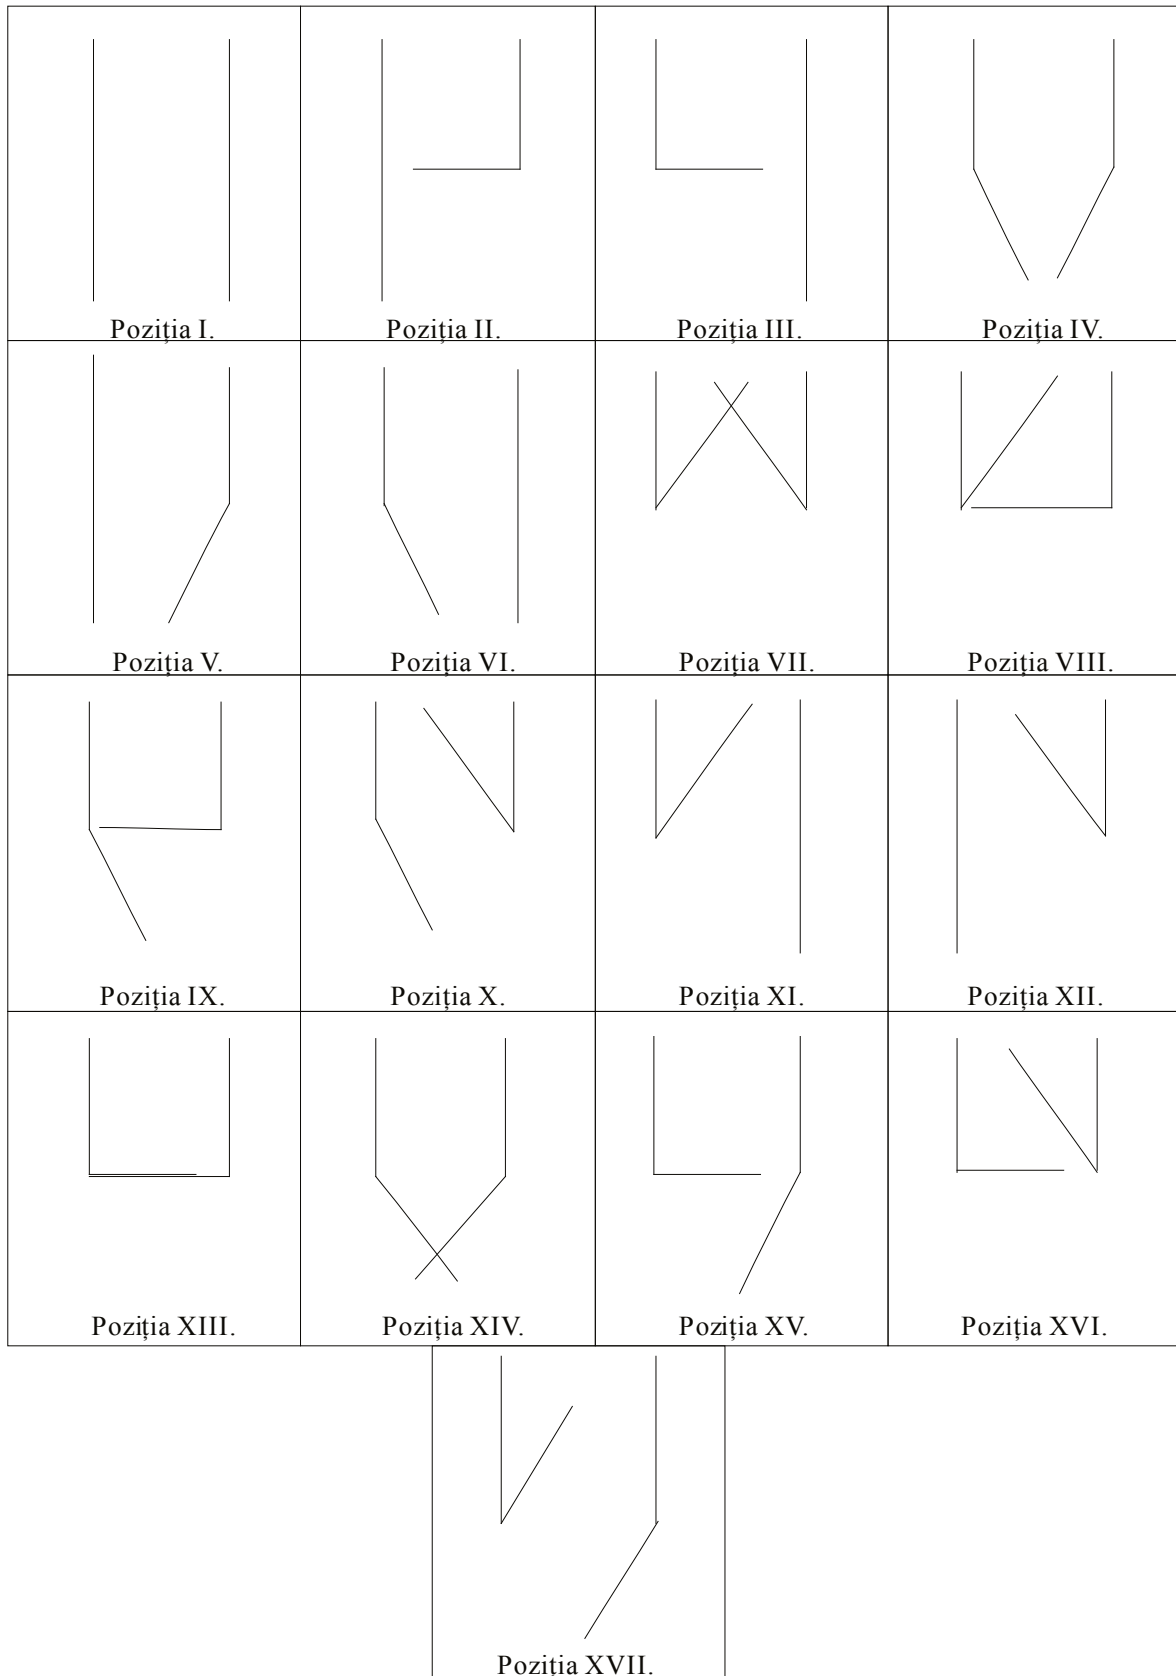 Poziția I.
Poziția II.
Poziția III.
Poziția IV.
Poziția V.
Poziția VI.
Poziția VII.
Poziția VIII.
Poziția IX.
Poziția X.
Poziția XI.
Poziția XII.
Poziția XIII.
Poziția XIV.
Poziția XV.
Poziția XVI.
Poziția XVII.